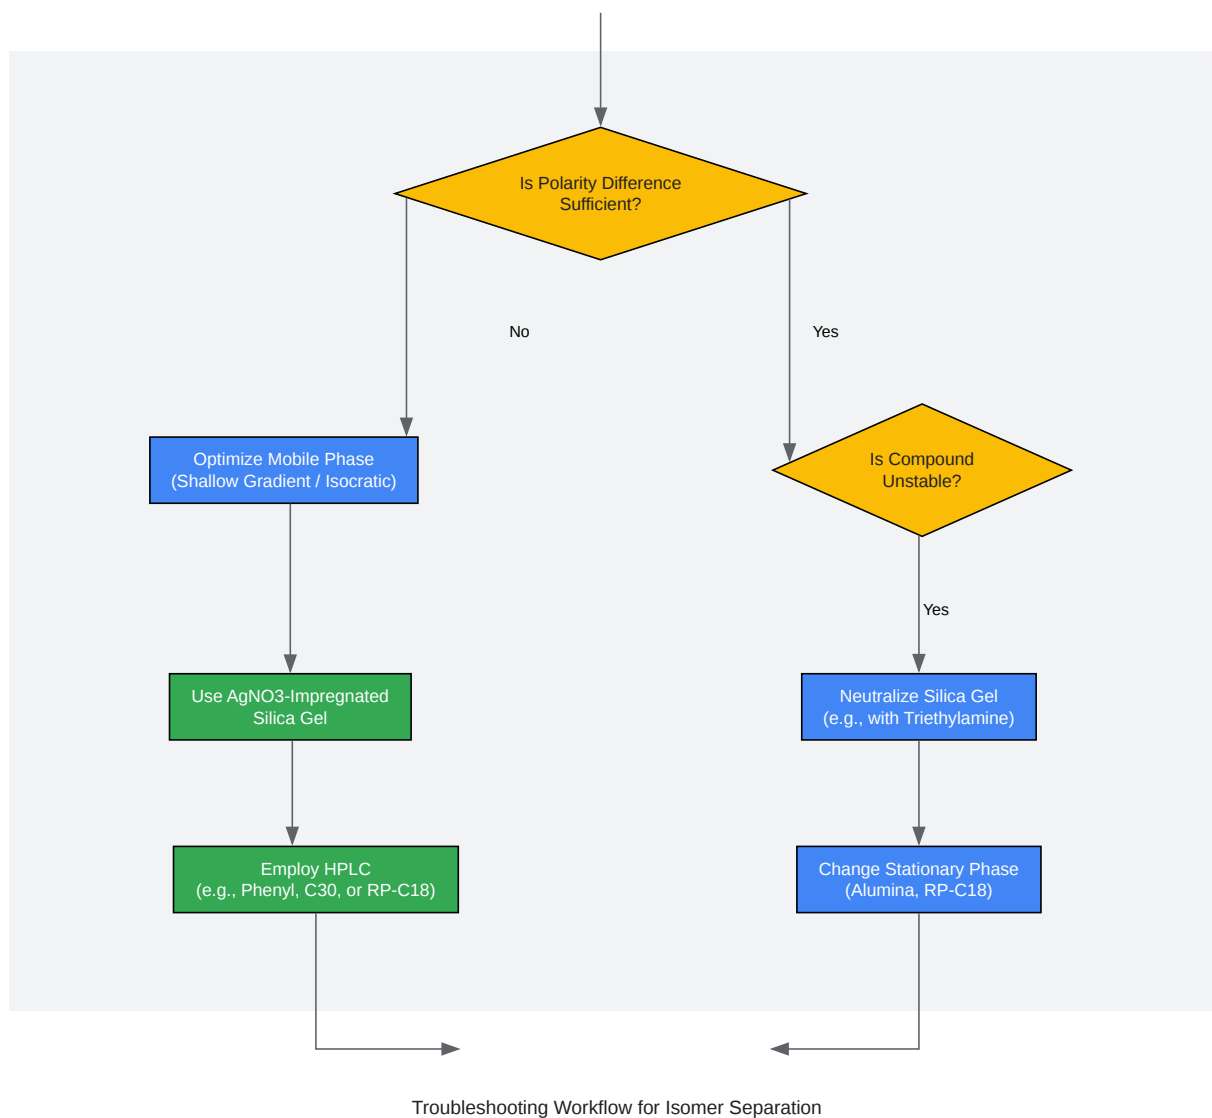 Is Polarity Difference
Sufficient?
No
Yes
Optimize Mobile Phase
(Shallow Gradient / Isocratic)
Is Compound
Unstable?
Yes
Use AgNO3-Impregnated
Silica Gel
Neutralize Silica Gel
(e.g., with Triethylamine)
Employ HPLC
(e.g., Phenyl, C30, or RP-C18)
Change Stationary Phase
(Alumina, RP-C18)
Troubleshooting Workflow for Isomer Separation